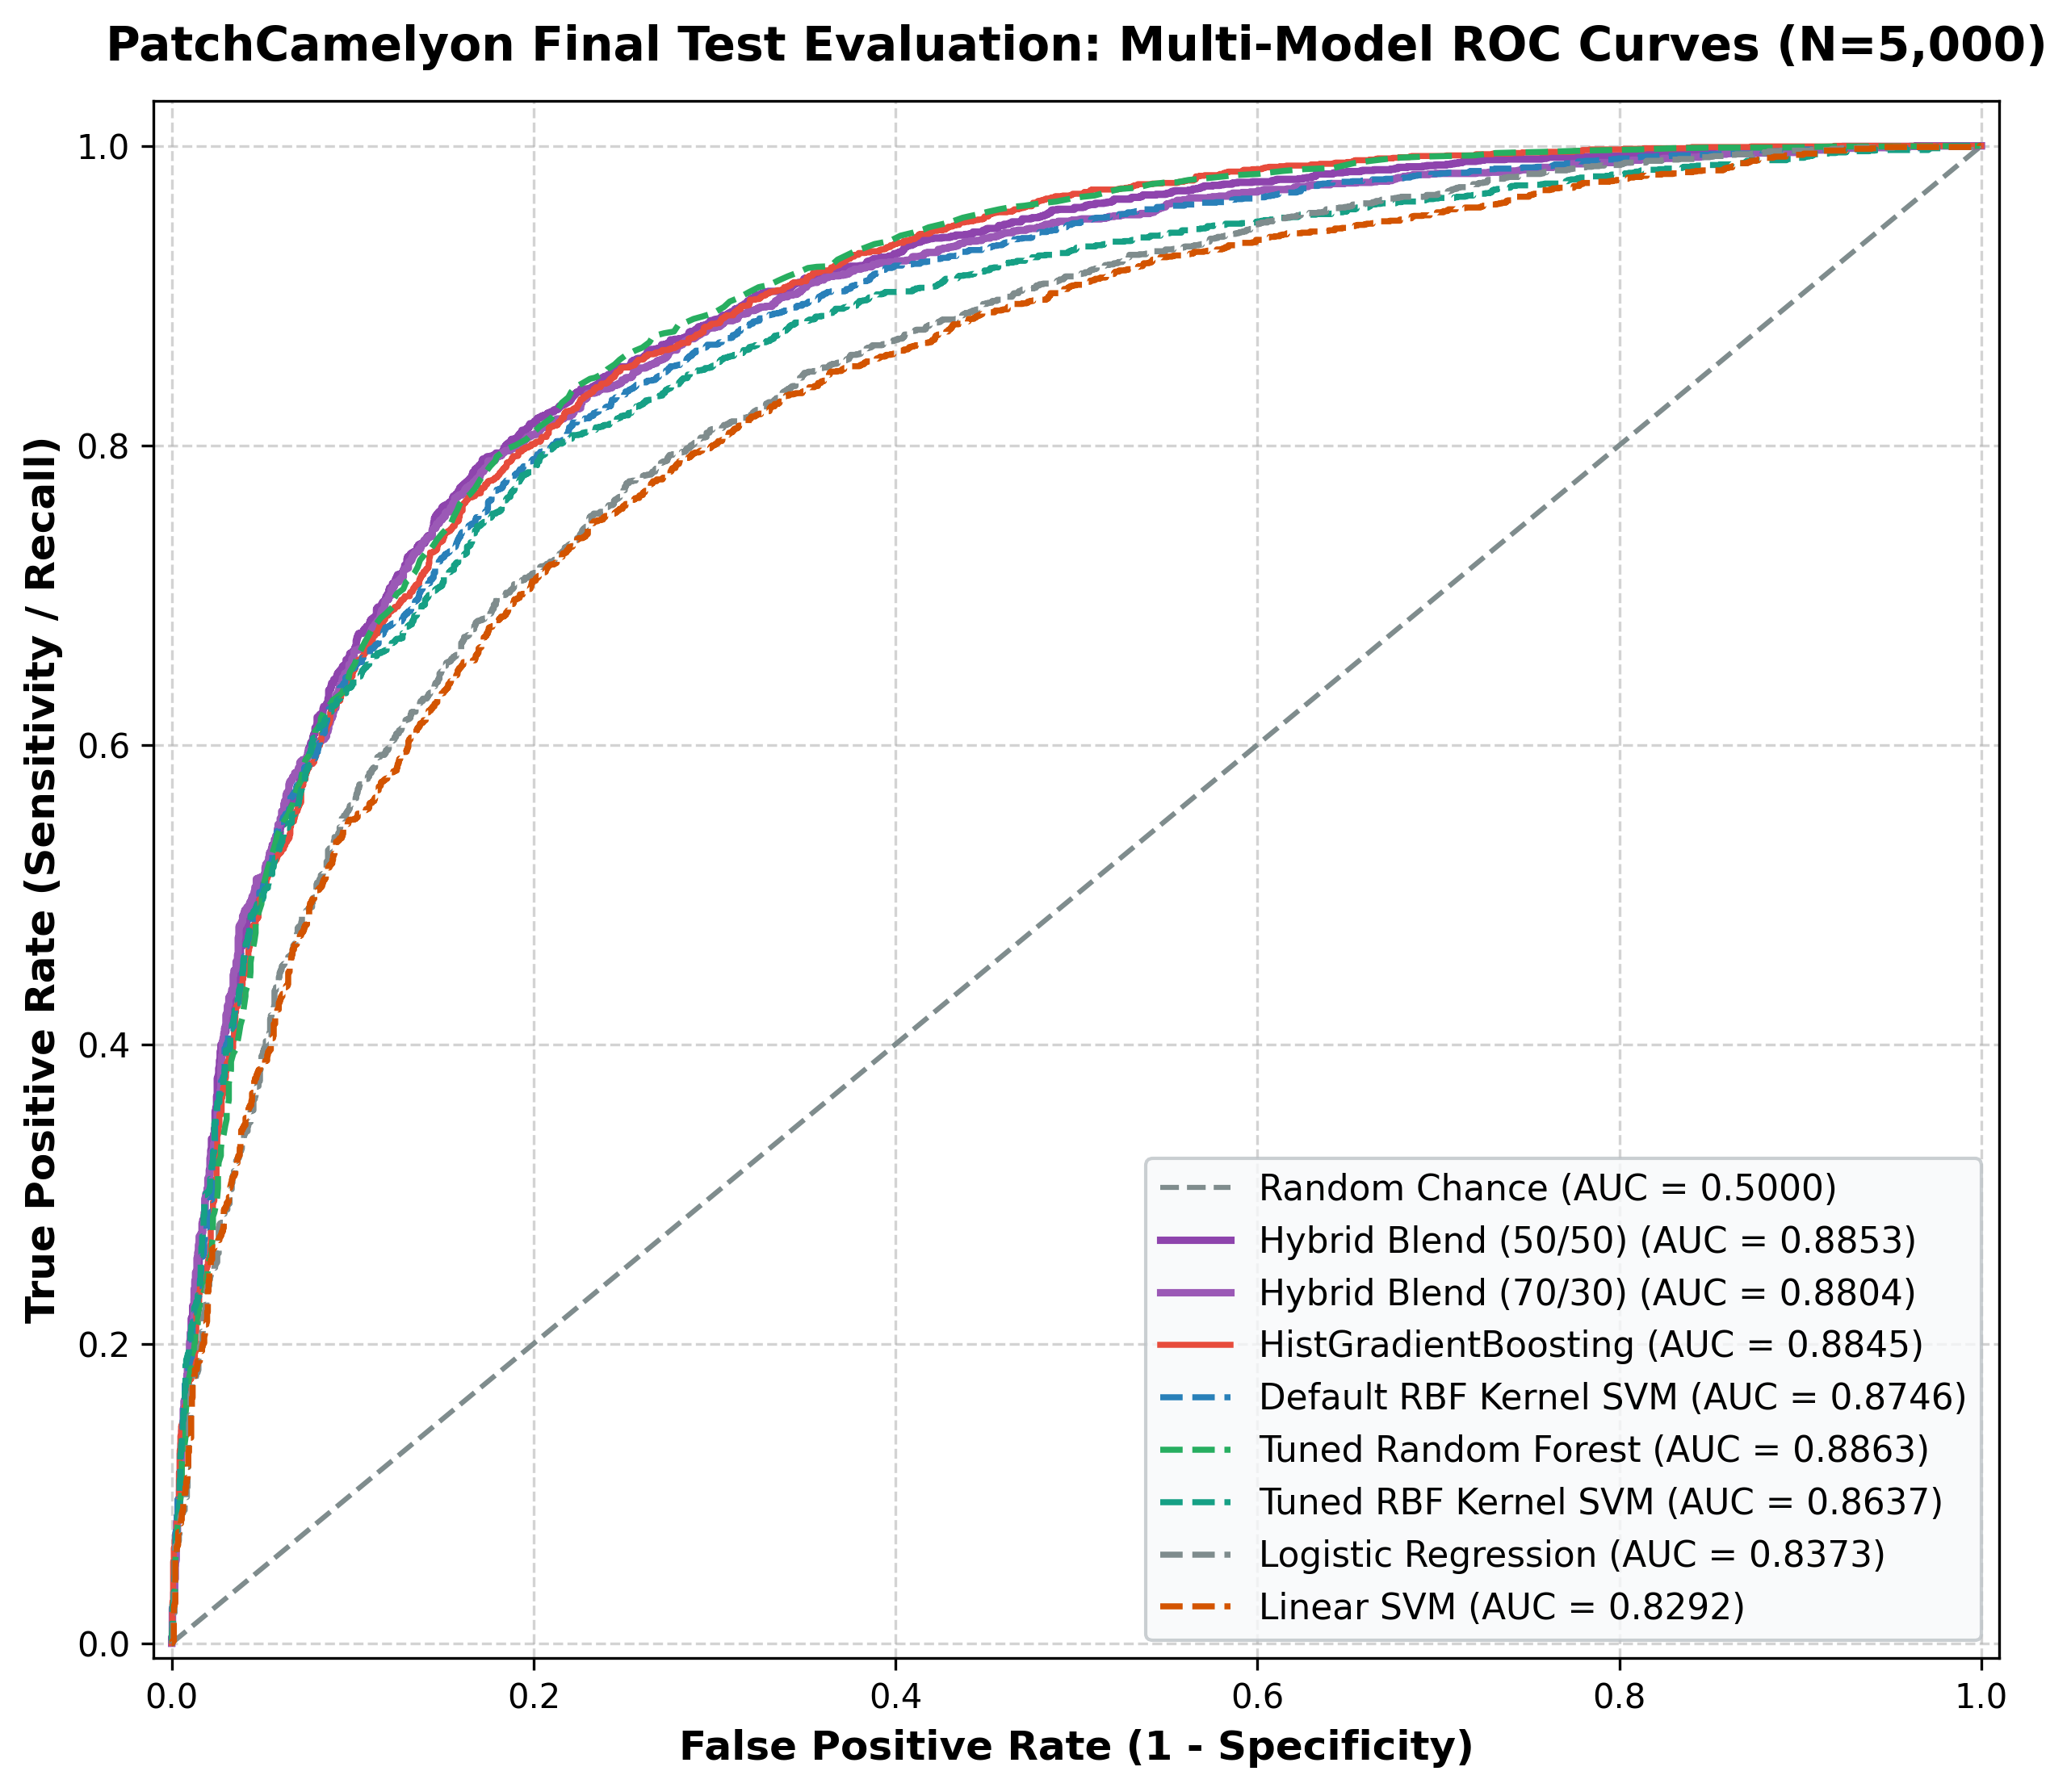 PatchCamelyon Final Test Evaluation: Multi-Model ROC Curves (N=5,000)
True Positive Rate (Sensitivity / Recall)
1.0
0.8
0.6
0.4
0.2
0.0
Random Chance (AUC = 0.5000)
Hybrid Blend (50/50) (AUC = 0.8853)
Hybrid Blend (70/30) (AUC = 0.8804)
HistGradientBoosting (AUC = 0.8845)
Default RBF Kernel SVM (AUC = 0.8746)
Tuned Random Forest (AUC = 0.8863)
Tuned RBF Kernel SVM (AUC = 0.8637)
Logistic Regression (AUC = 0.8373)
Linear SVM (AUC = 0.8292)
0.0 0.2 0.4 0.6 0.8 1.0
False Positive Rate (1 - Specificity)